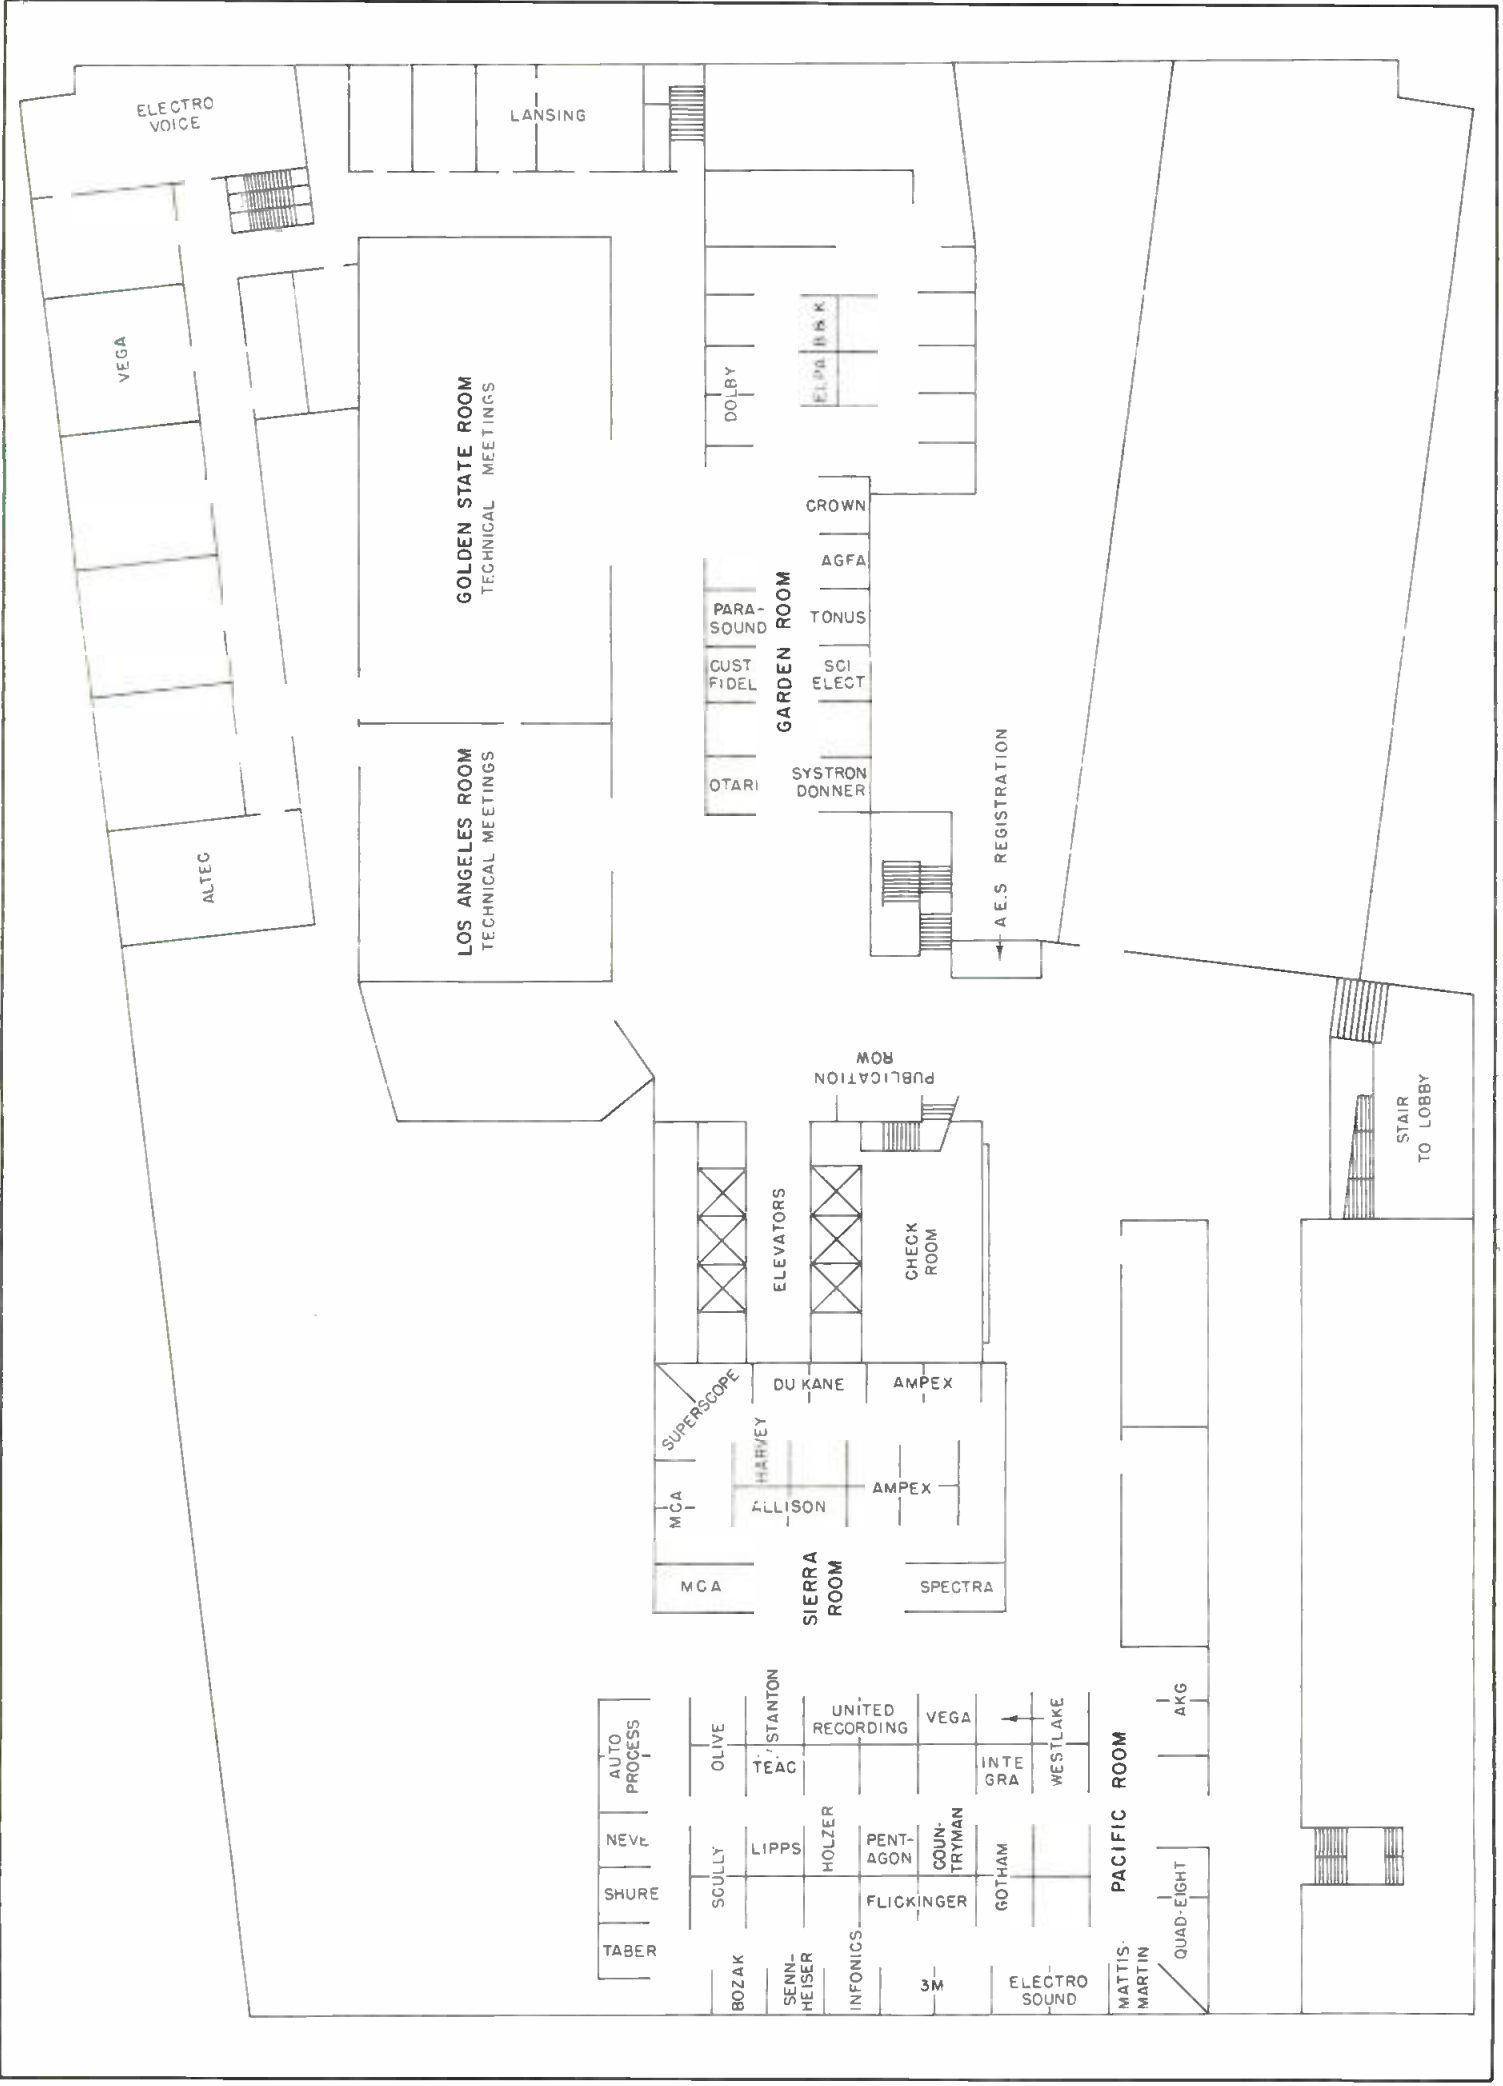 ELECTRO
VOICE
LANSING
VEGA
DOLBY
ELPA
B & K
GOLDEN STATE ROOM
TECHNICAL MEETINGS
CROWN
AGFA
PARA-
SOUND
TONUS
GARDEN ROOM
CUST
FIDEL
SCI
ELECT
OTARI
SYSTRON
DONNER
LOS ANGELES ROOM
TECHNICAL MEETINGS
ALTEC
A.E.S REGISTRATION
PUBLICATION
ROW
STAIR
TO LOBBY
ELEVATORS
CHECK
ROOM
SUPERSCOPE
DU KANE
AMPEX
HARVEY
MCA
ALLISON
AMPEX
MCA
SIERRA
ROOM
SPECTRA
AUTO
PROCESS
OLIVE
STANTON
UNITED
RECORDING
VEGA
WESTLAKE
AKG
TEAC
INTE
GRA
PACIFIC ROOM
NEVE
SCULLY
LIPPS
HOLZER
PENT-
AGON
COUN-
TRYMAN
GOTHAM
SHURE
FLICKINGER
QUAD-EIGHT
TABER
BOZAK
SENN-
HEISER
INFONICS
3M
ELECTRO
SOUND
MATTIS-
MARTIN